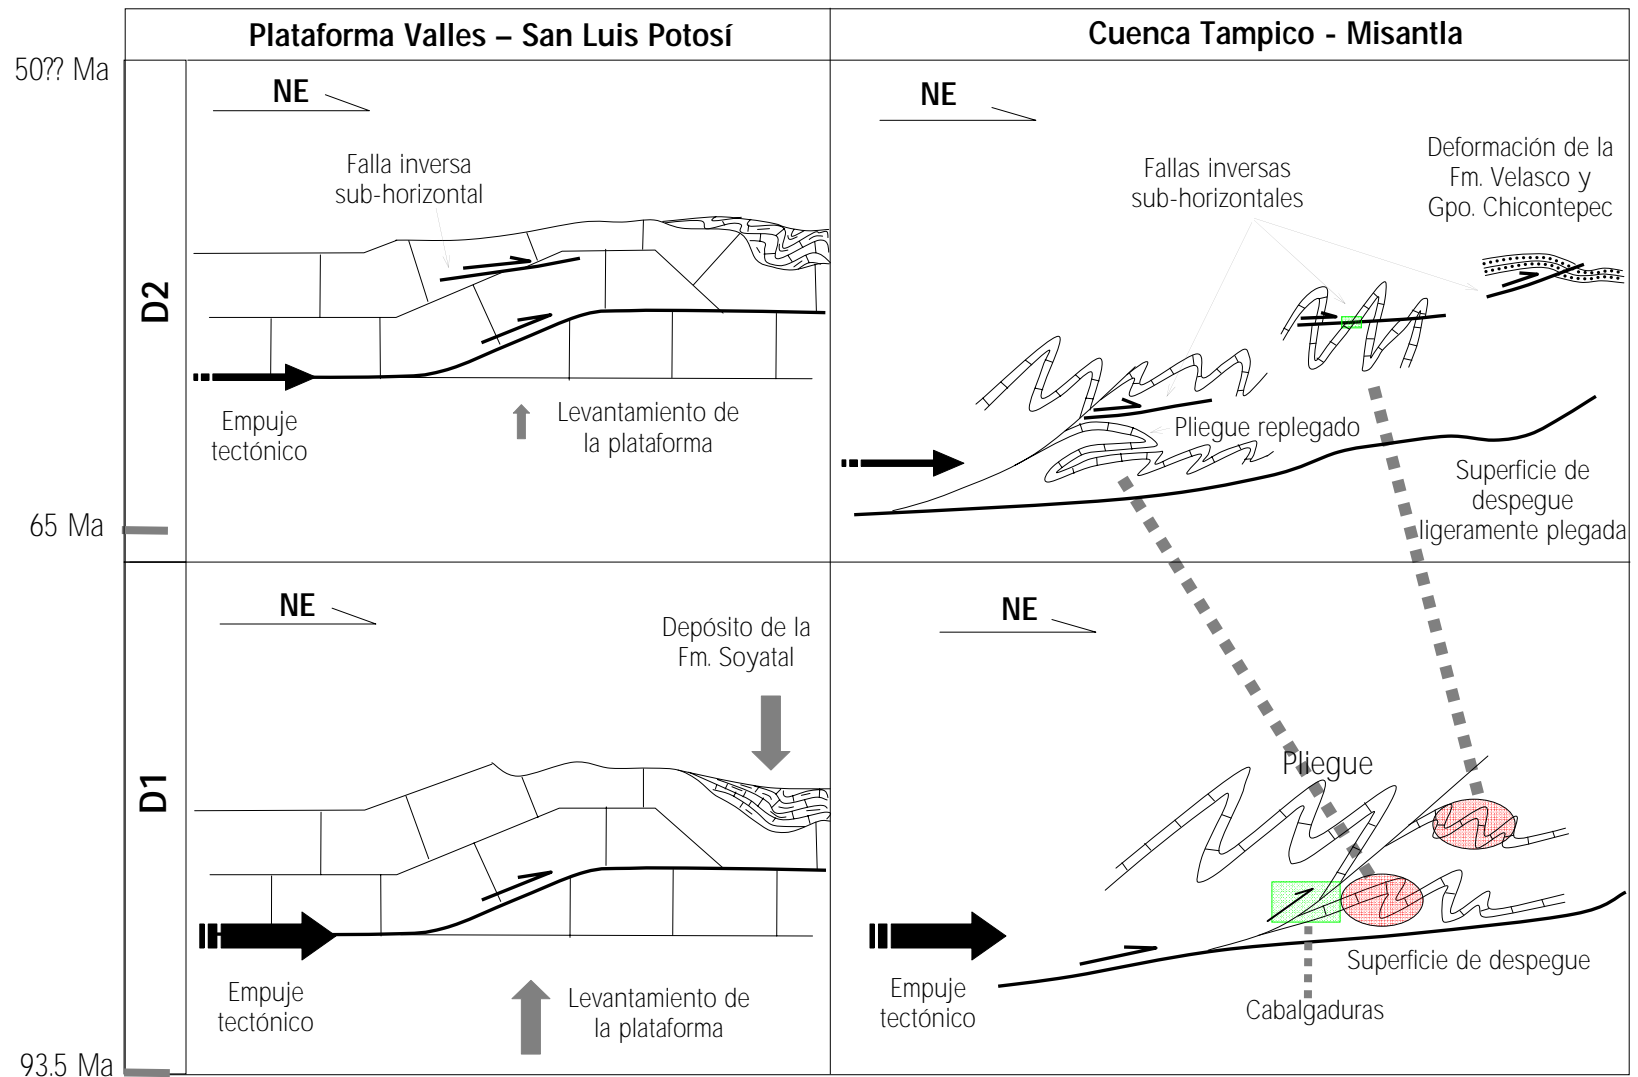 Plataforma Valles – San Luis Potosí
Cuenca Tampico - Misantla
50?? Ma
D2
65 Ma
NE
Falla inversa
sub-horizontal
Empuje
tectónico
Levantamiento de
la plataforma
NE
Fallas inversas
sub-horizontales
Deformación de la
Fm. Velasco y
Gpo. Chicontepec
Pliegue replegado
Superficie de
despegue
ligeramente plegada
D1
93.5 Ma
NE
Depósito de la
Fm. Soyatal
Empuje
tectónico
Levantamiento de
la plataforma
NE
Pliegue
Empuje
tectónico
Superficie de despegue
Cabalgaduras